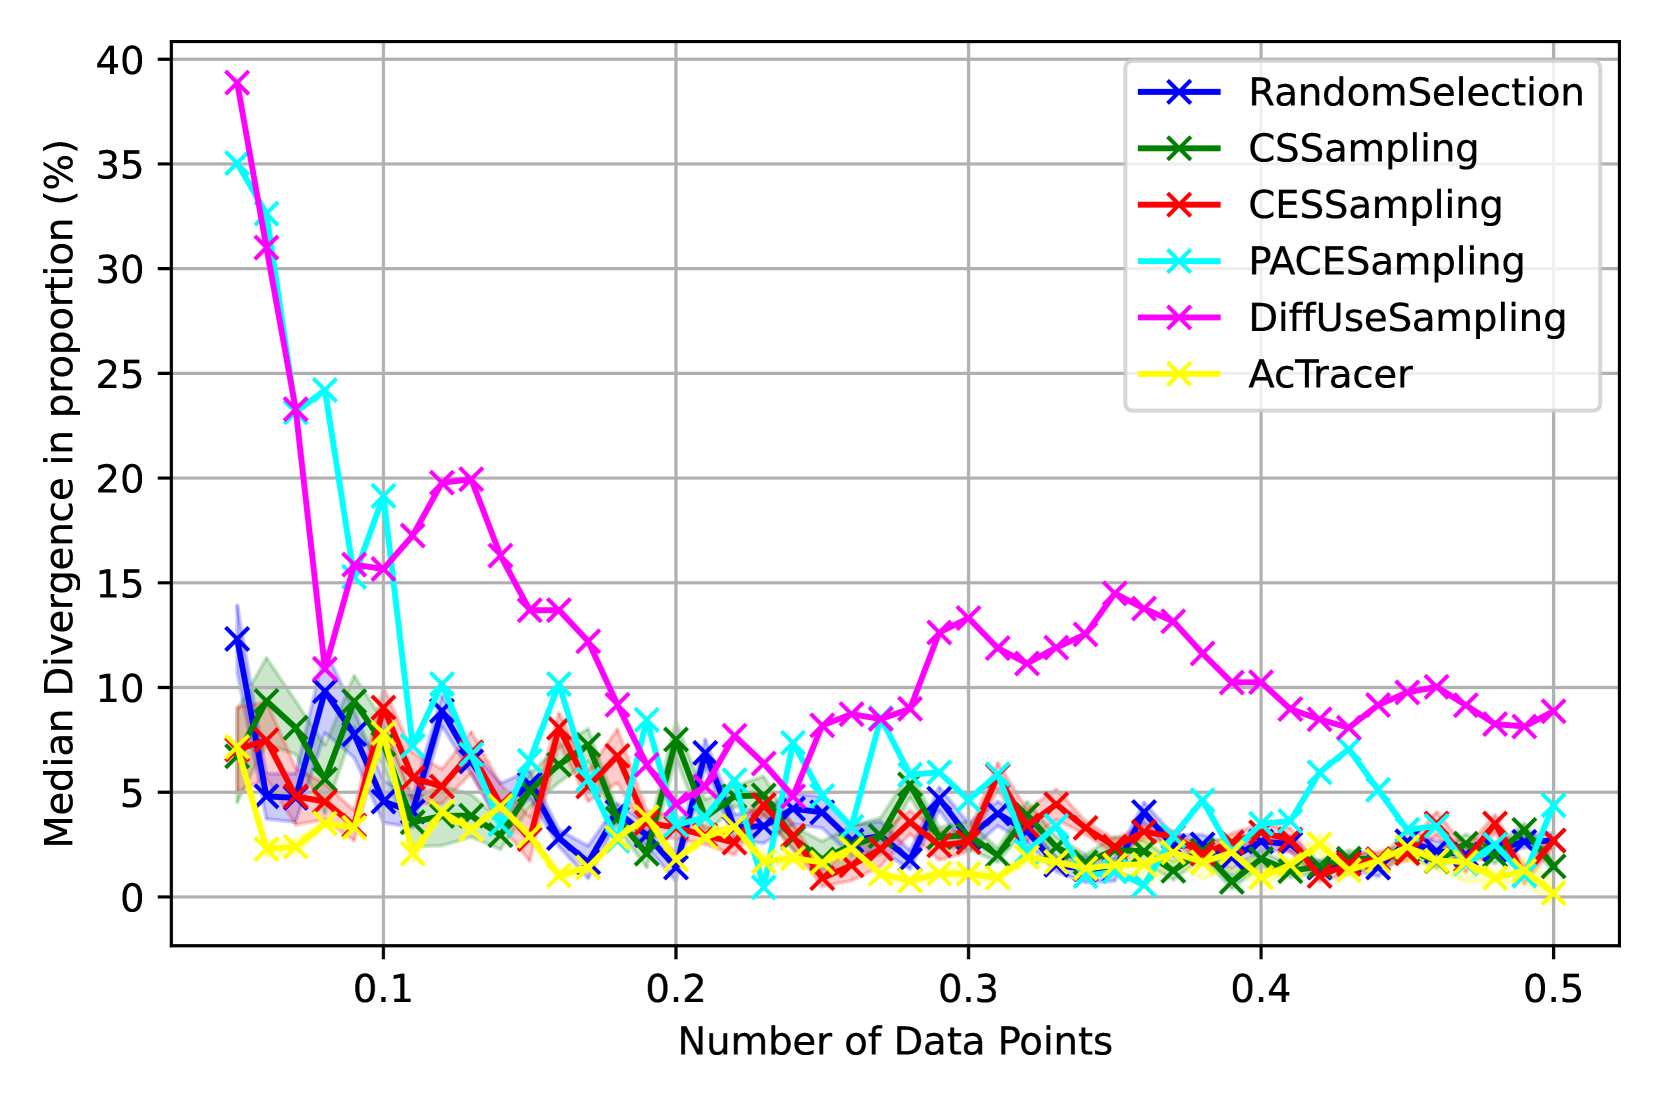 Median Divergence in proportion (%)
40
35
30
25
20
15
10
5
0
RandomSelection
CSSampling
CESSampling
PACESampling
DiffUseSampling
AcTracer
0.1 0.2 0.3 0.4 0.5
Number of Data Points